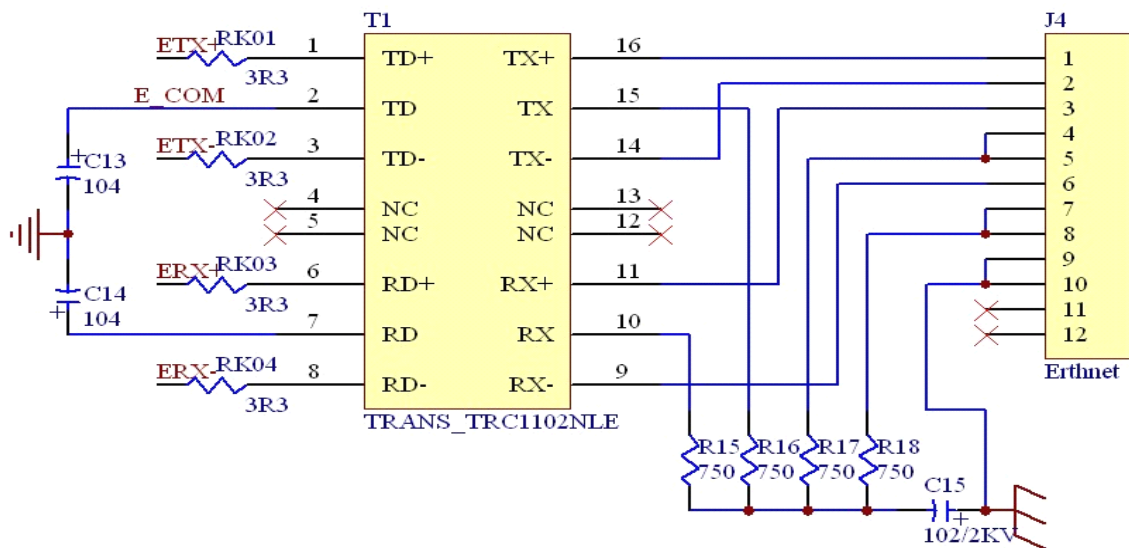 T1
J4
ETX+ RK01 1 TD+ TX+ 16 1
3R3 2
E_COM 2 TD TX 15 3
4
ETX- RK02 3 TD- TX- 14 5
C13 3R3
104 4 NC NC 13 6
5 NC NC 12 7
8
ERX+ RK03 6 RD+ RX+ 11 9
C14 3R3 10
104 7 RD RX 10 11
12
ERX- RK04 8 RD- RX- 9 Erthnet
3R3
TRANS_TRC1102NLE
R15 R16 R17 R18
750 750 750 750
C15
102/2KV